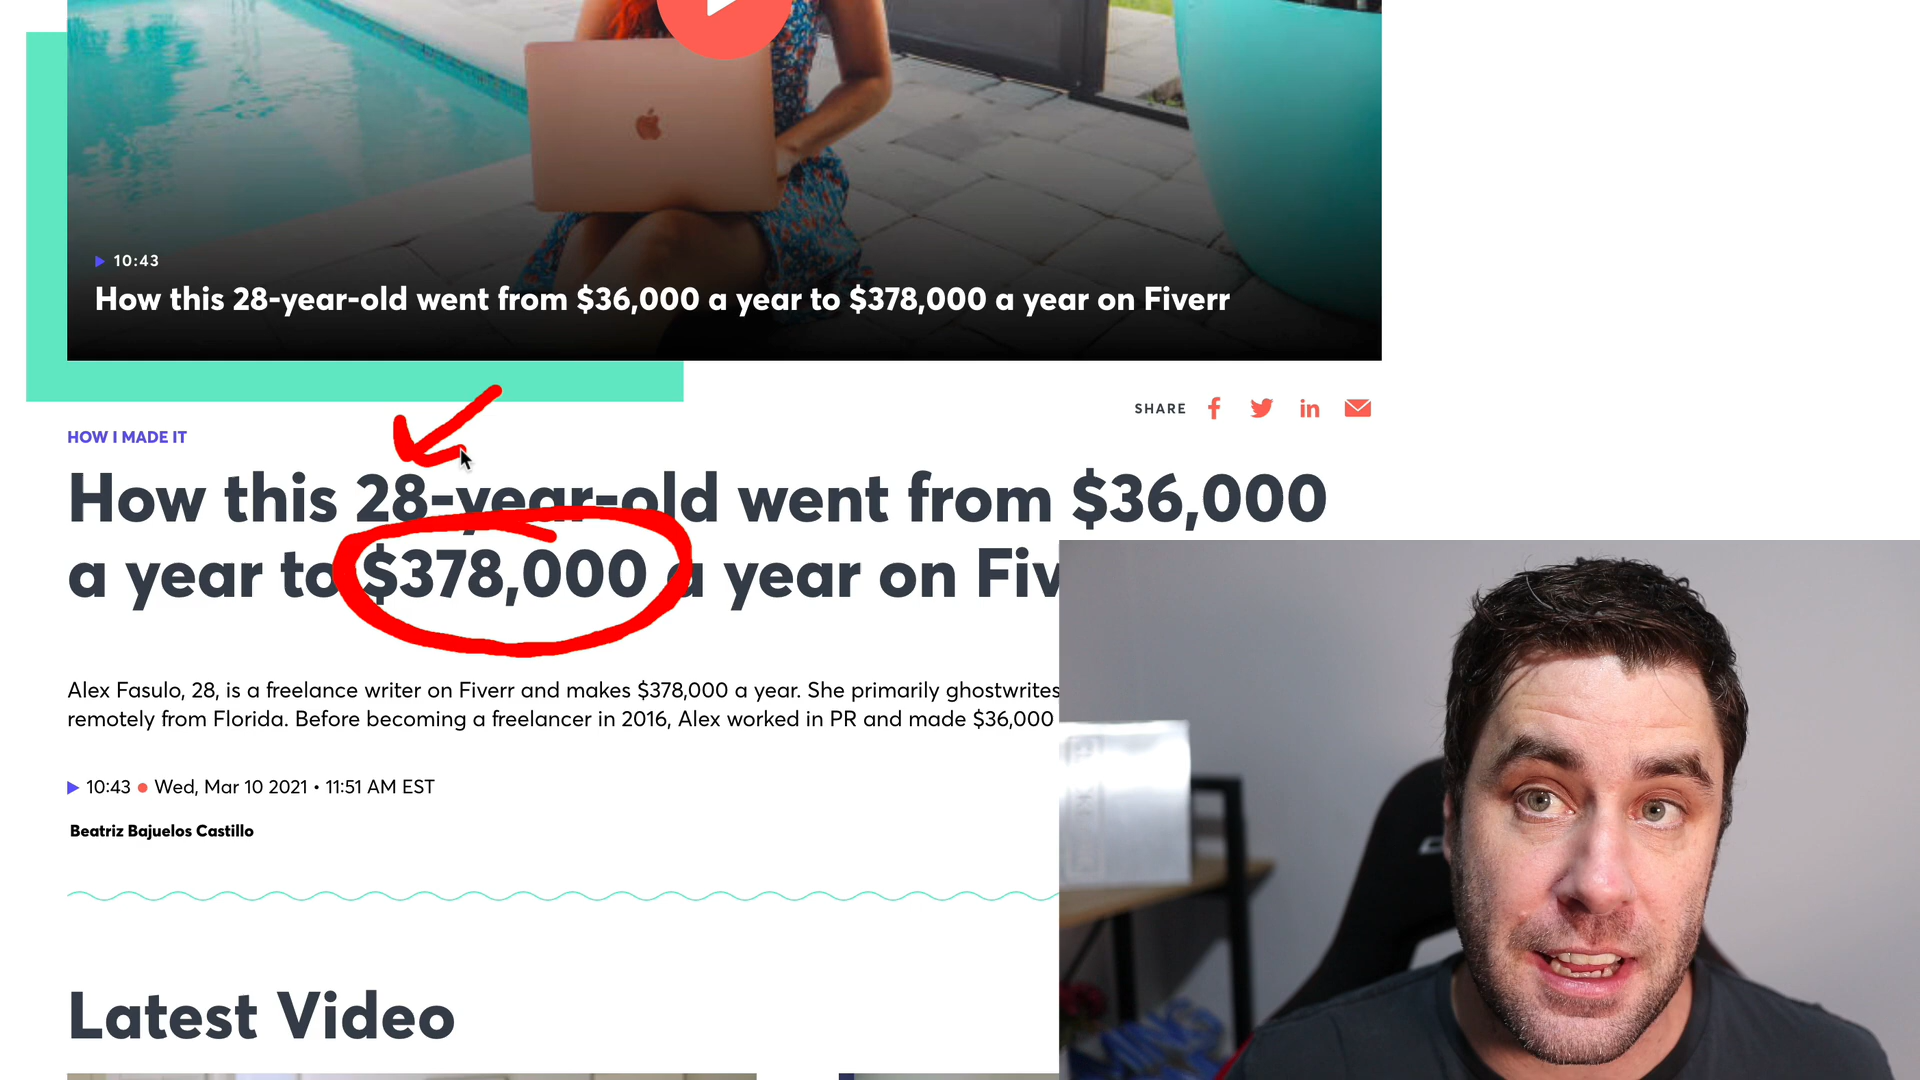 10:43
How this 28-year-old went from $36,000 a year to $378,000 a year on Fiverr
SHARE
HOW I MADE IT
How this 28-year-old went from $36,000
a year to $378,000 a year on Fiv
Alex Fasulo, 28, is a freelance writer on Fiverr and makes $378,000 a year. She primarily ghostwrites
remotely from Florida. Before becoming a freelancer in 2016, Alex worked in PR and made $36,000
10:43 • Wed, Mar 10 2021 • 11:51 AM EST
Beatriz Bajuelos Castillo
Latest Video